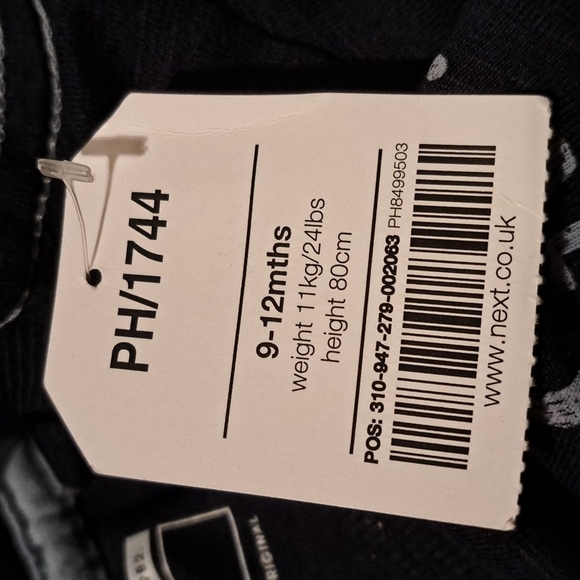 PH/1744
9-12mths
weight 11kg/24lbs
height 80cm
POS: 310-947-279-002063 PH8499503
www.next.co.uk